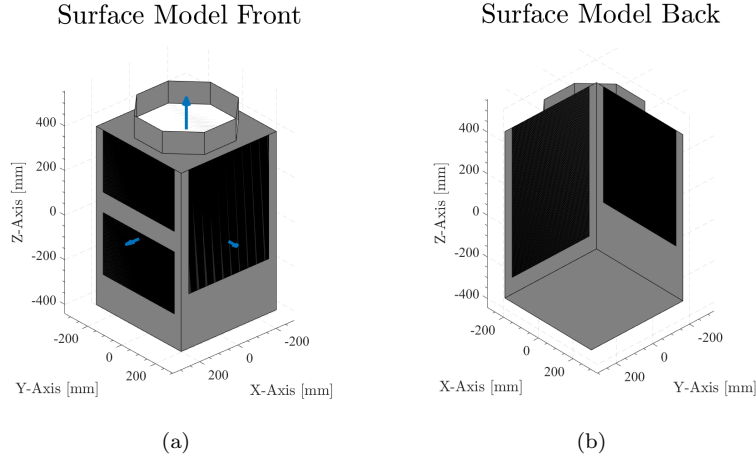 Surface Model Front
Surface Model Back
400
200
0
-200
-400
Z-Axis [mm]
-200
0
200
Y-Axis [mm]
-200
0
200
X-Axis [mm]
400
200
0
-200
-400
Z-Axis [mm]
-200
0
200
X-Axis [mm]
-200
0
200
Y-Axis [mm]
(a)
(b)